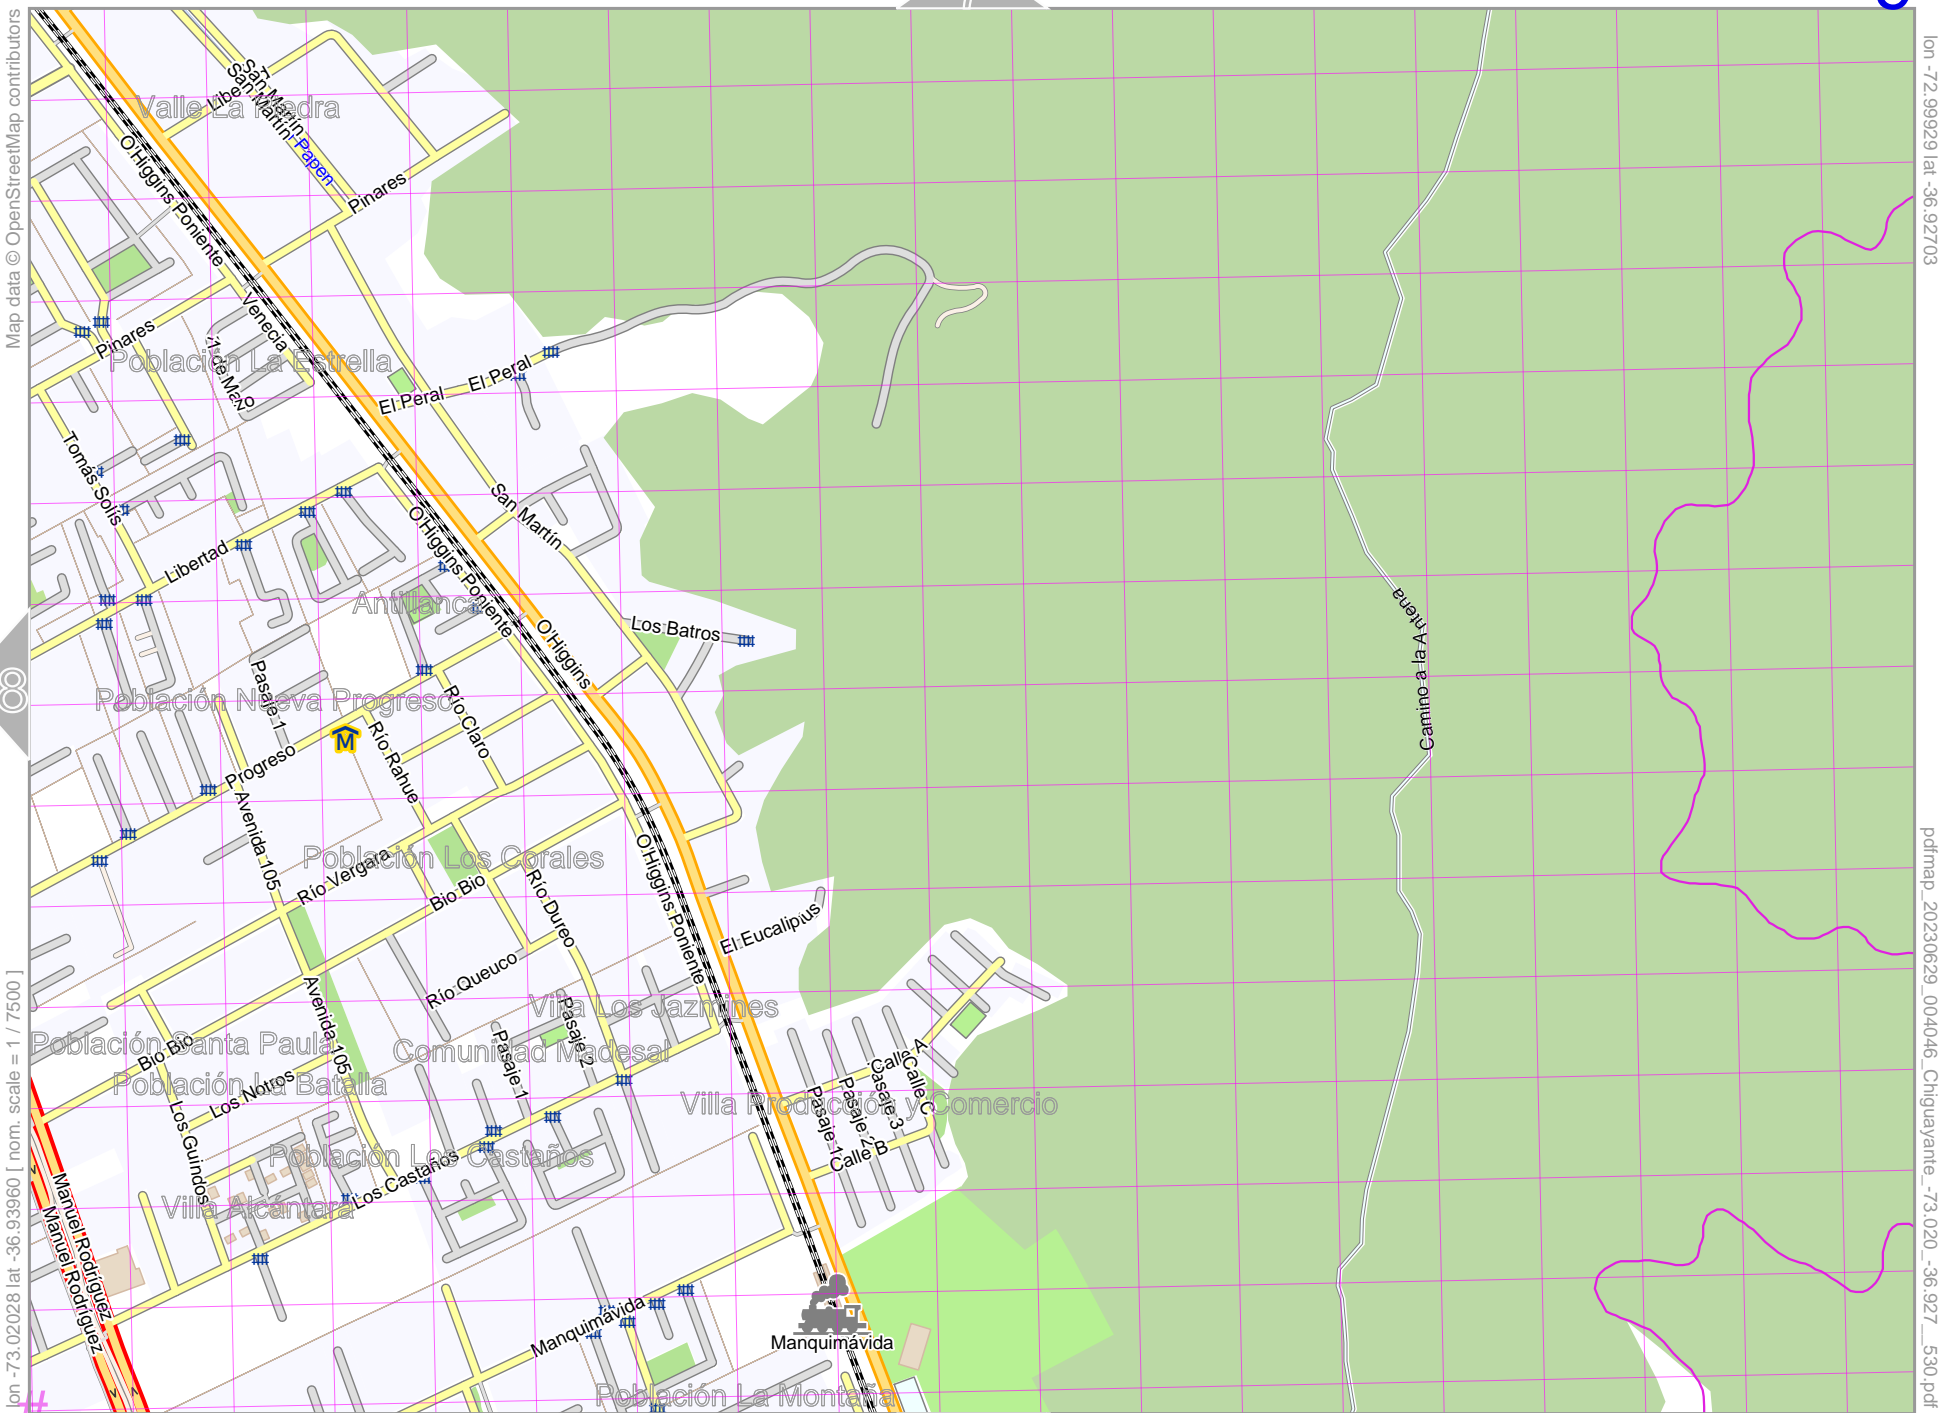 Map data © OpenStreetMap contributors
lon -72.99929 lat -36.92703
San Martín
San Martín
Valle La Piedra
Papen
O'Higgins Poniente
Pinares
Venecia
Pinares
Población La Estrella
1 de Mayo
El Peral
El Peral
Tomás Solís
San Martín
O'Higgins Poniente
Libertad
Antillanca
Camino a la Antena
Los Batros
O'Higgins
Pasaje 1
8
Población Nueva Progreso
Río Claro
Río Rahue
M
Progreso
Avenida 105
Población Los Corales
Río Vergara
O'Higgins Poniente
Bio Bio
Río Dureo
El Eucaliptus
Río Queuco
Avenida 105
Villa Los Jazmines
Pasaje 2
Población Santa Paula
Bio Bio
Comunidad Madesal
Pasaje 1
Calle A
Calle C
Población La Batalla
Los Notros
Villa Producción y Comercio
Pasaje 1
Pasaje 2
Pasaje 3
Los Guindos
Calle B
Población Los Castaños
Los Castaños
Villa Alcántara
Manuel Rodríguez
Manuel Rodríguez
Manquimávida
Manquimávida
Población La Montaña
#
lon -73.02028 lat -36.93960 [ nom. scale = 1 / 7500 ]
pdfmap_20230629_004046_Chiguayante_-73.020_-36.927__530.pdf